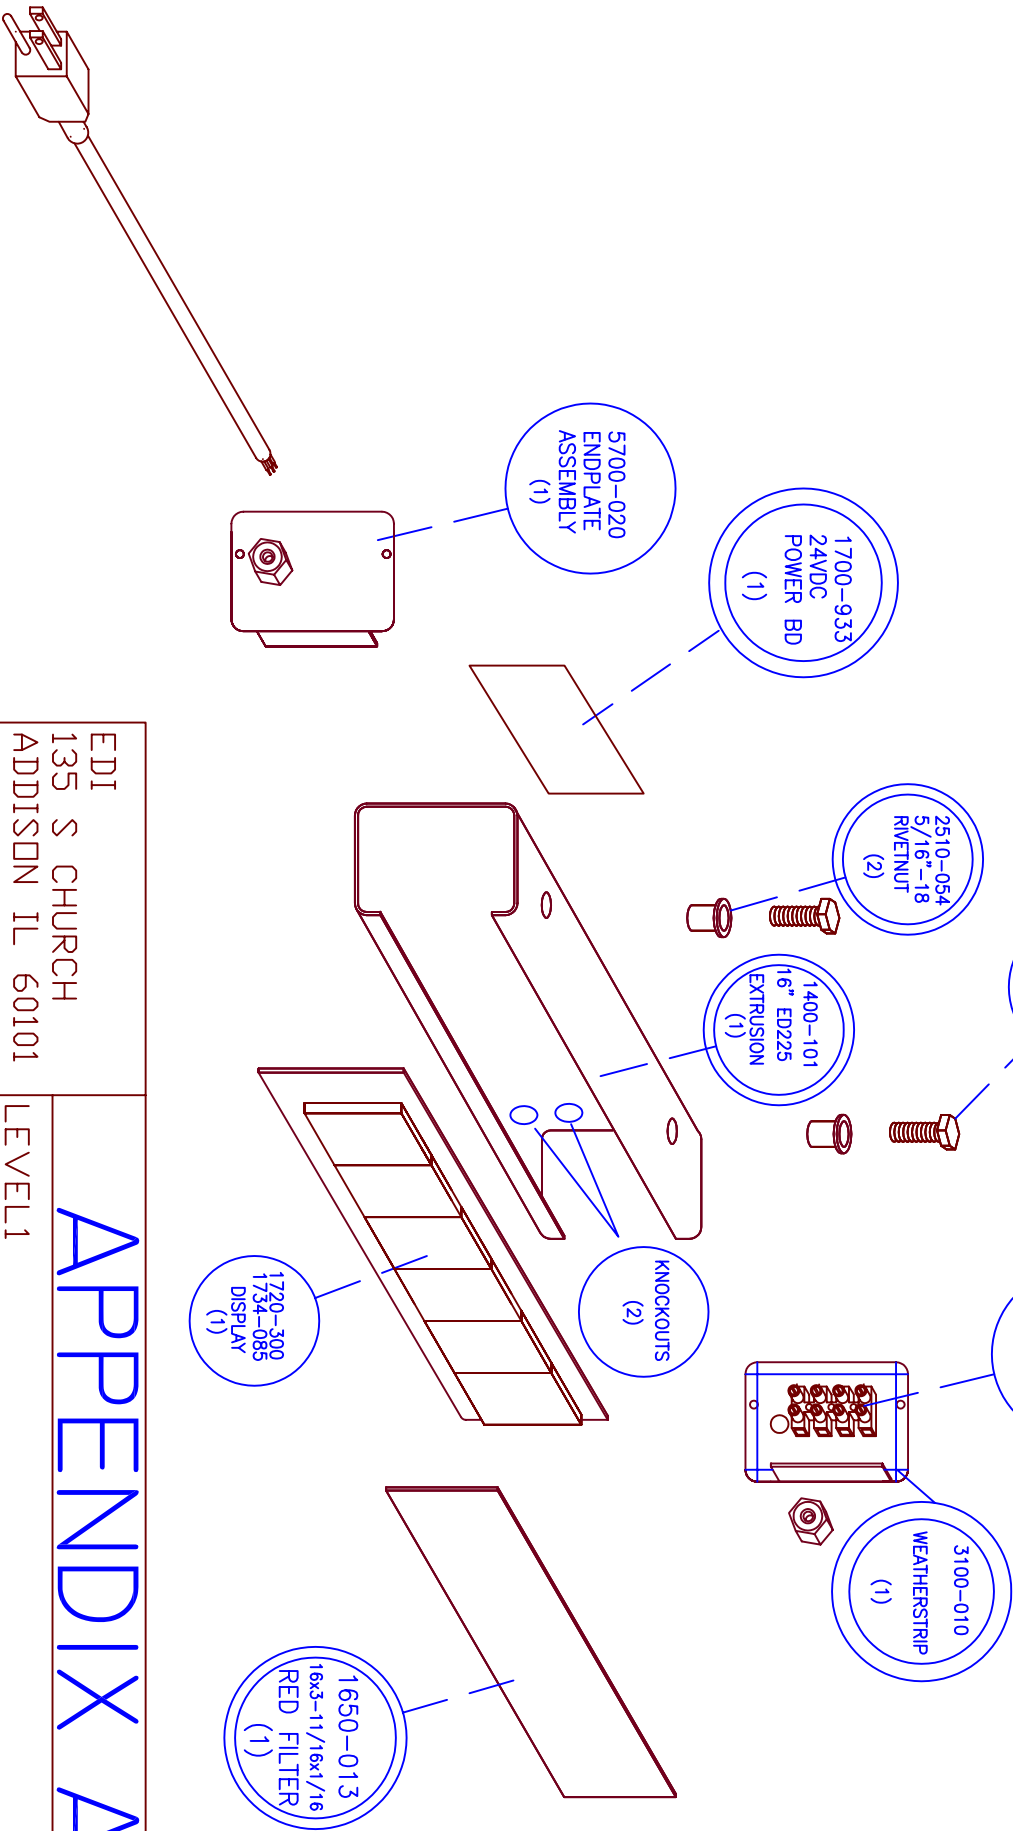 5700-020
ENDPLATE
ASSEMBLY
(1)
1700-933
24VDC
POWER BD
(1)
2510-054
5/16"-18
RIVETNUT
(2)
1400-101
16" ED225
EXTRUSION
(1)
KNOCKOUTS
(2)
1720-300
1734-085
DISPLAY
(1)
3100-010
WEATHERSTRIP
(1)
1650-013
16x3-11/16x1/16
RED FILTER
(1)
EDI
135 S CHURCH
ADDISON IL 60101
LEVEL1
APPENDIX A